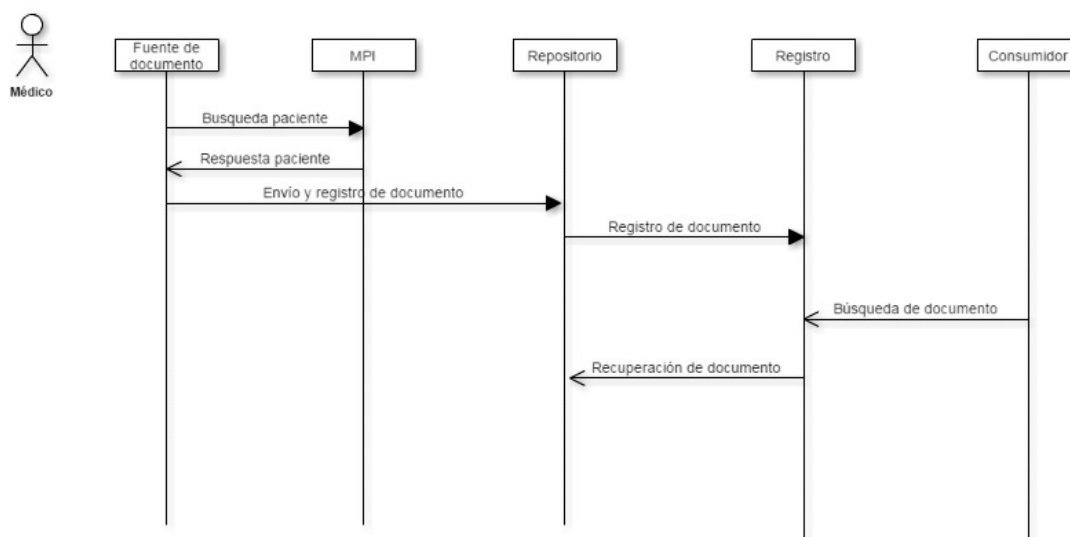 Médico
Fuente de
documento
MPI
Repositorio
Registro
Consumidor
Busqueda paciente
Respuesta paciente
Envío y registro de documento
Registro de documento
Búsqueda de documento
Recuperación de documento